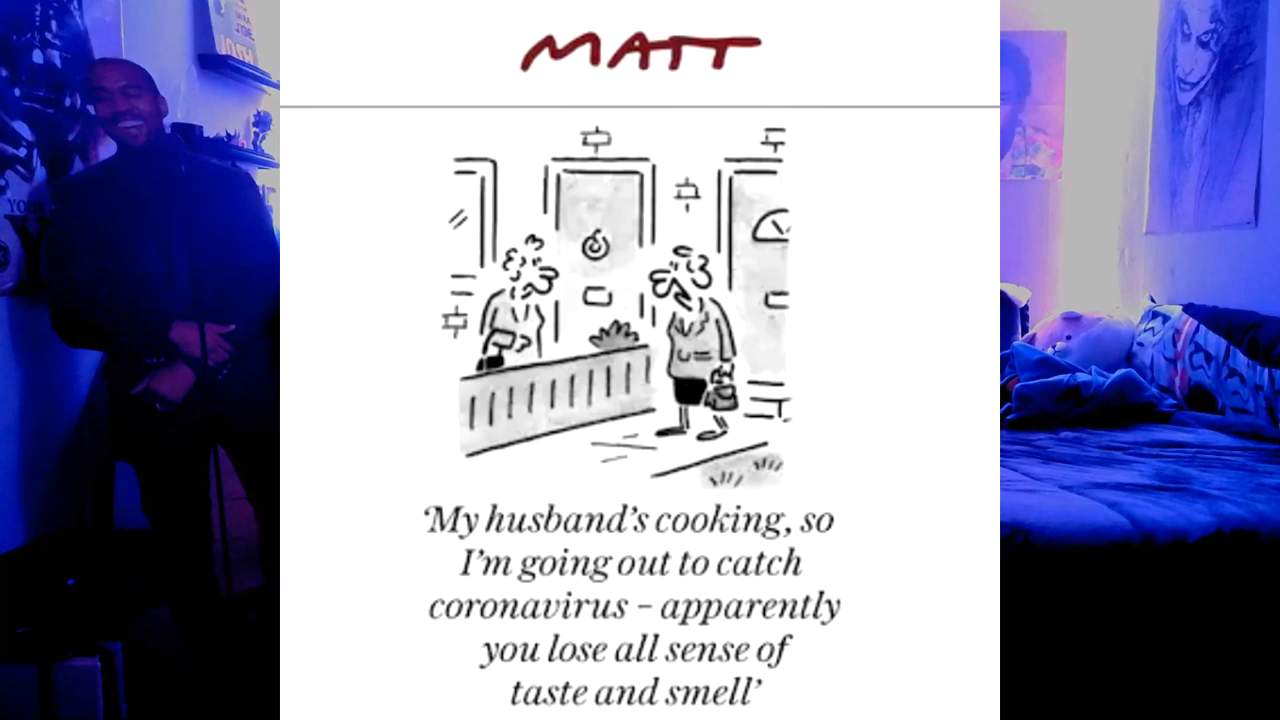 MATT
‘My husband’s cooking, so
I’m going out to catch
coronavirus – apparently
you lose all sense of
taste and smell’